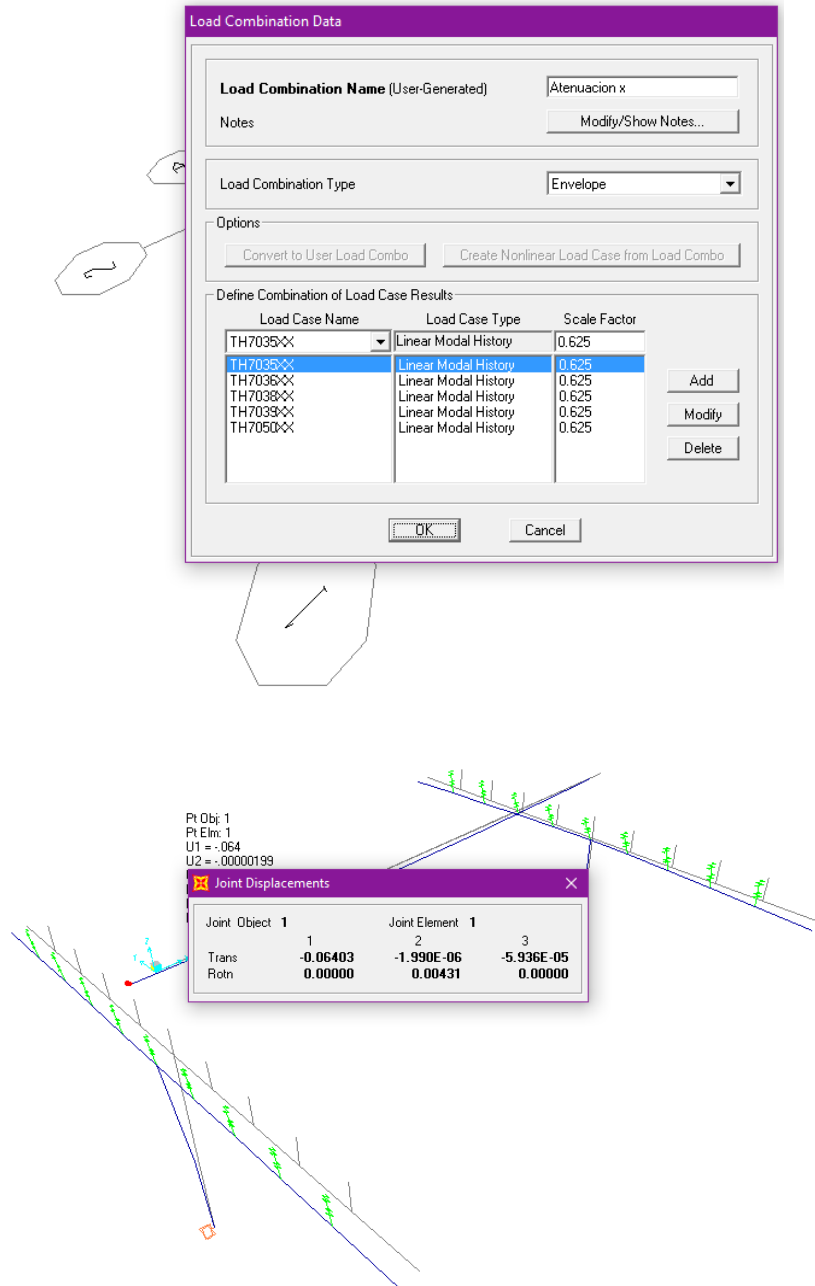 Load Combination Data
Load Combination Name (User-Generated)
Atenuacion x
Notes
Modify/Show Notes...
Load Combination Type
Envelope
Options
Convert to User Load Combo
Create Nonlinear Load Case from Load Combo
Define Combination of Load Case Results
Load Case Name Load Case Type Scale Factor
TH7035XX Linear Modal History 0.625
TH7035XX Linear Modal History 0.625
TH7036XX Linear Modal History 0.625
TH7038XX Linear Modal History 0.625
TH7039XX Linear Modal History 0.625
TH7050XX Linear Modal History 0.625
Add
Modify
Delete
OK Cancel
Pt Obj: 1
Pt Elm: 1
U1 = -.064
U2 = -.00000199
Joint Displacements
Joint Object 1 Joint Element 1
1 2 3
Trans -0.06403 -1.990E-06 -5.936E-05
Rotn 0.00000 0.00431 0.00000